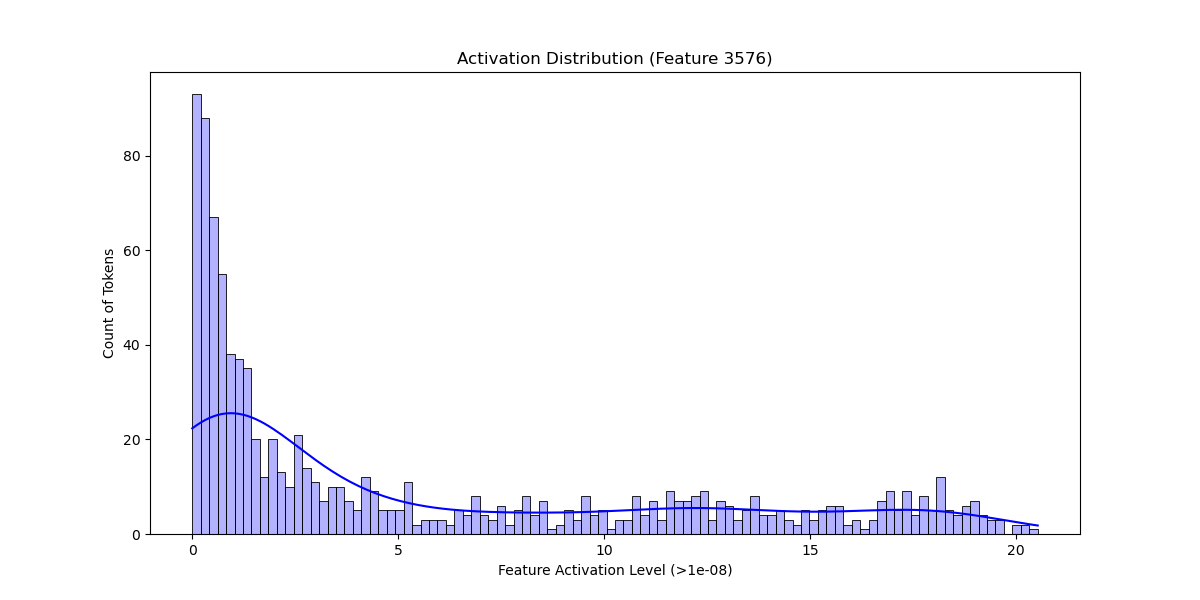 Activation Distribution (Feature 3576)
80
60
40
20
0
Count of Tokens
0 5 10 15 20
Feature Activation Level (>1e-08)